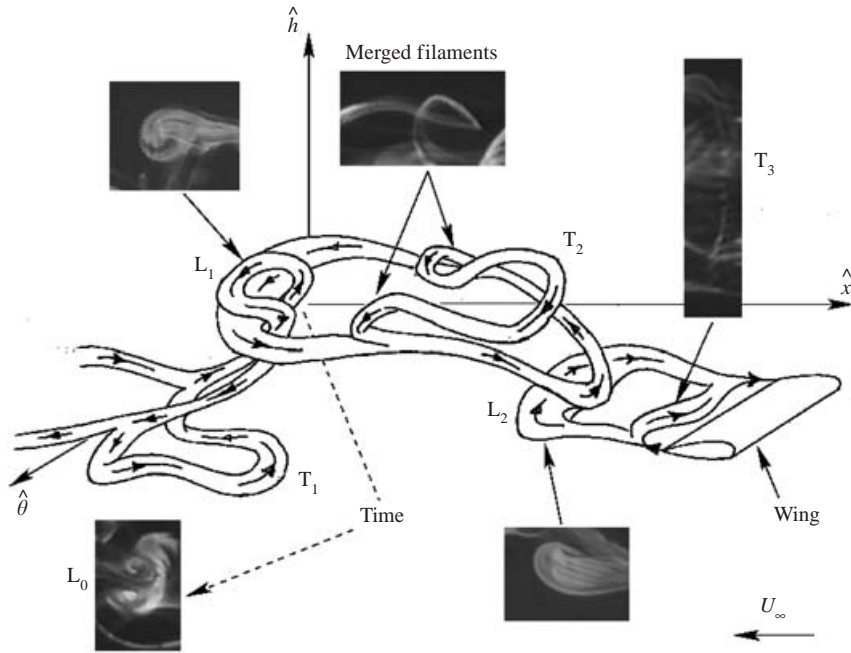 ĥ
Merged filaments
T₃
T₂
L₁
x̂
L₂
T₁
θ̂
Time
Wing
L₀
U∞